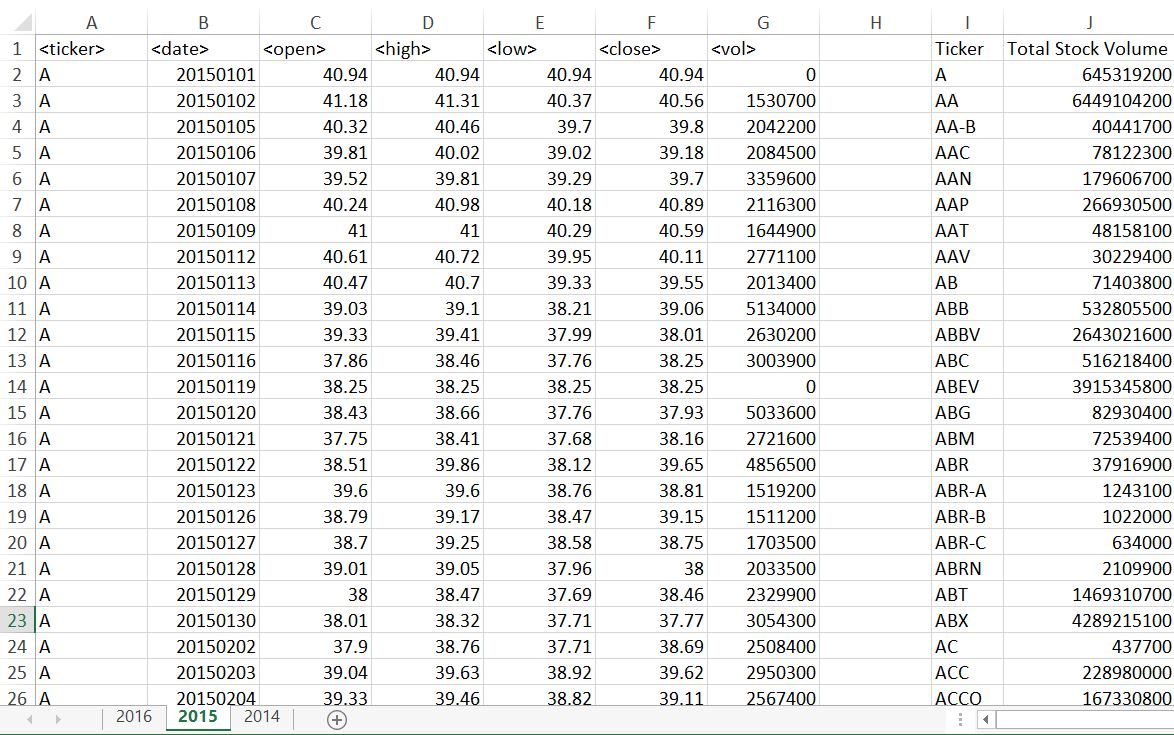 A B C D E F G H I J
1 <ticker> <date> <open> <high> <low> <close> <vol> Ticker Total Stock Volume
2 A 20150101 40.94 40.94 40.94 40.94 0 A 645319200
3 A 20150102 41.18 41.31 40.37 40.56 1530700 AA 6449104200
4 A 20150105 40.32 40.46 39.7 39.8 2042200 AA-B 40441700
5 A 20150106 39.81 40.02 39.02 39.18 2084500 AAC 78122300
6 A 20150107 39.52 39.81 39.29 39.7 3359600 AAN 179606700
7 A 20150108 40.24 40.98 40.18 40.89 2116300 AAP 266930500
8 A 20150109 41 41 40.29 40.59 1644900 AAT 48158100
9 A 20150112 40.61 40.72 39.95 40.11 2771100 AAV 30229400
10 A 20150113 40.47 40.7 39.33 39.55 2013400 AB 71403800
11 A 20150114 39.03 39.1 38.21 39.06 5134000 ABB 532805500
12 A 20150115 39.33 39.41 37.99 38.01 2630200 ABBV 2643021600
13 A 20150116 37.86 38.46 37.76 38.25 3003900 ABC 516218400
14 A 20150119 38.25 38.25 38.25 38.25 0 ABEV 3915345800
15 A 20150120 38.43 38.66 37.76 37.93 5033600 ABG 82930400
16 A 20150121 37.75 38.41 37.68 38.16 2721600 ABM 72539400
17 A 20150122 38.51 39.86 38.12 39.65 4856500 ABR 37916900
18 A 20150123 39.6 39.6 38.76 38.81 1519200 ABR-A 1243100
19 A 20150126 38.79 39.17 38.47 39.15 1511200 ABR-B 1022000
20 A 20150127 38.7 39.25 38.58 38.75 1703500 ABR-C 634000
21 A 20150128 39.01 39.05 37.96 38 2033500 ABRN 2109900
22 A 20150129 38 38.47 37.69 38.46 2329900 ABT 1469310700
23 A 20150130 38.01 38.32 37.71 37.77 3054300 ABX 4289215100
24 A 20150202 37.9 38.76 37.71 38.69 2508400 AC 437700
25 A 20150203 39.04 39.63 38.92 39.62 2950300 ACC 228980000
26 A 20150204 39.33 39.46 38.82 39.11 2567400 ACCO 167330800
2016 2015 2014